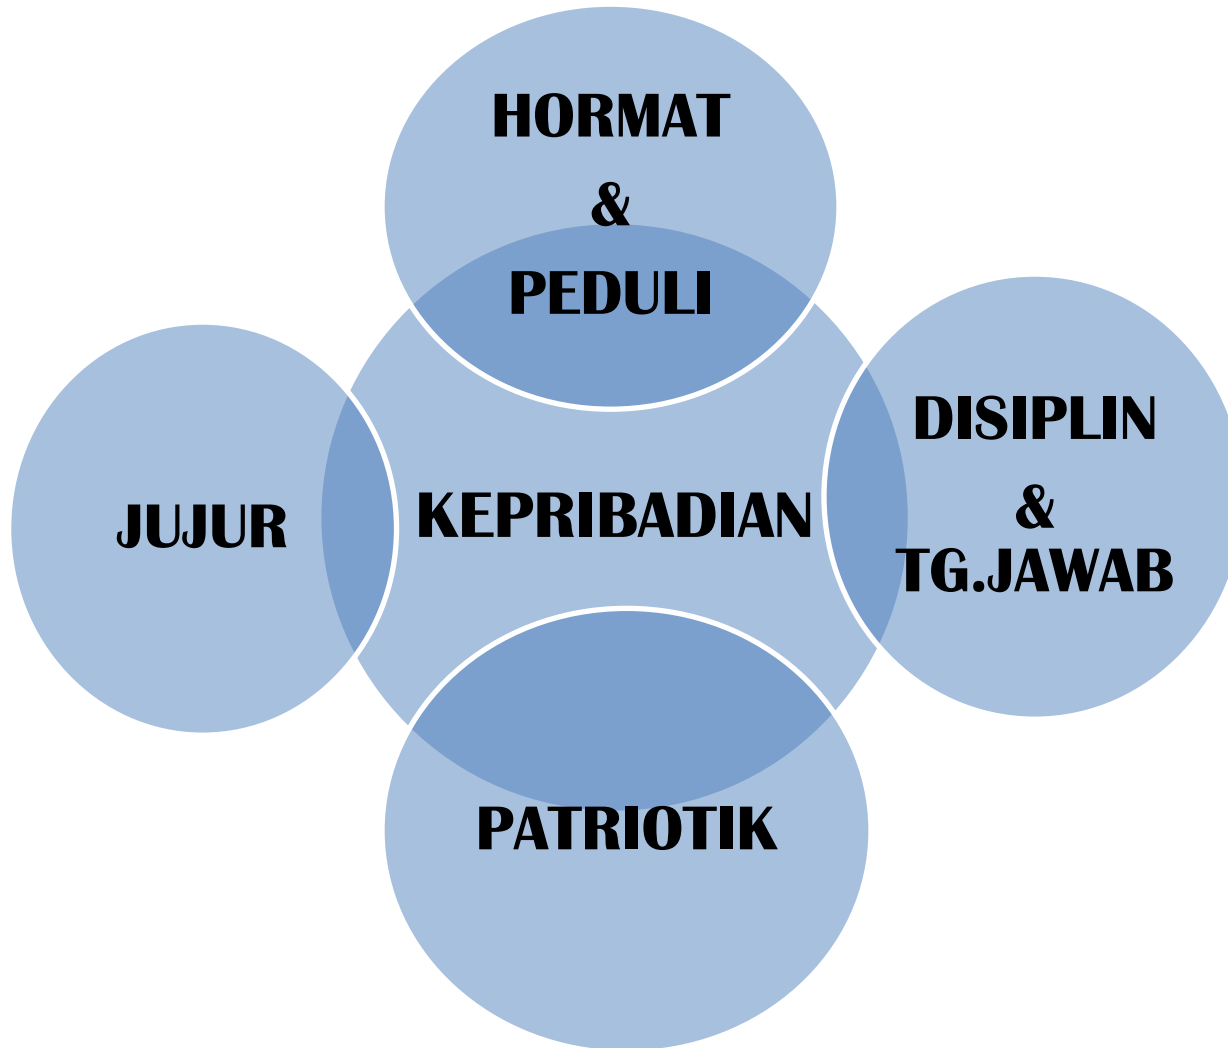 HORMAT
&
PEDULI
JUJUR
KEPRIBADIAN
DISIPLIN
&
TG.JAWAB
PATRIOTIK